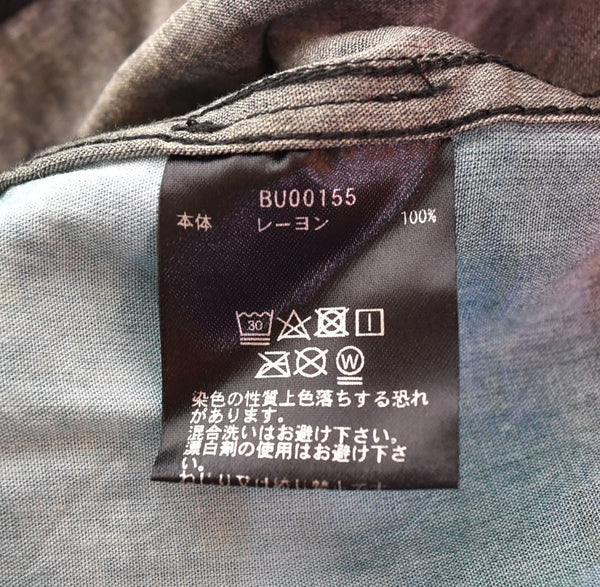 BU00155
本体 レーヨン 100%
30
W
染色の性質上色落ちする恐れ
があります。
混合洗いはお避け下さい。
漂白剤の使用はお避け下さ
い。